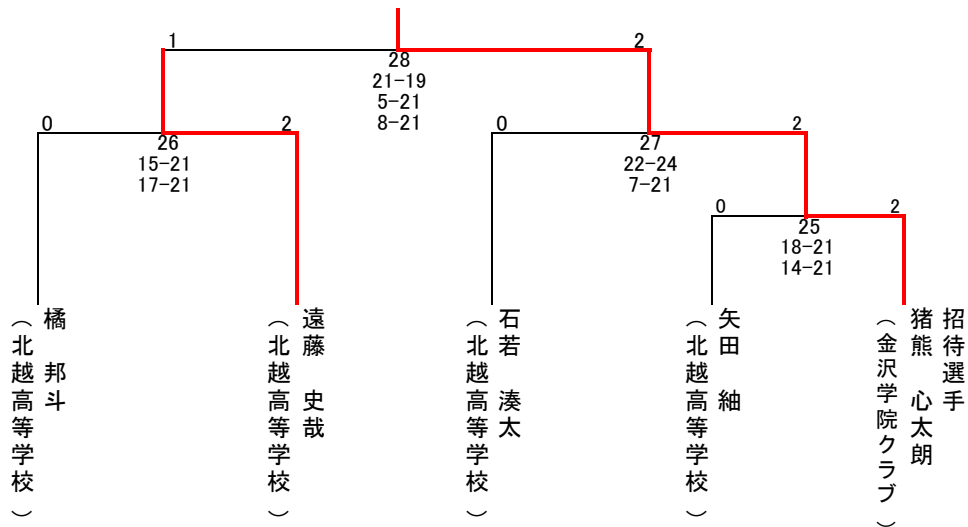 1
2
28
21-19
5-21
8-21
0
2
26
15-21
17-21
0
2
27
22-24
7-21
0
2
25
18-21
14-21
橘　邦斗
（北越高等学校）
遠藤　史哉
（北越高等学校）
石若　湊太
（北越高等学校）
矢田　紬
（北越高等学校）
招待選手
猪熊　心太朗
（金沢学院クラブ）